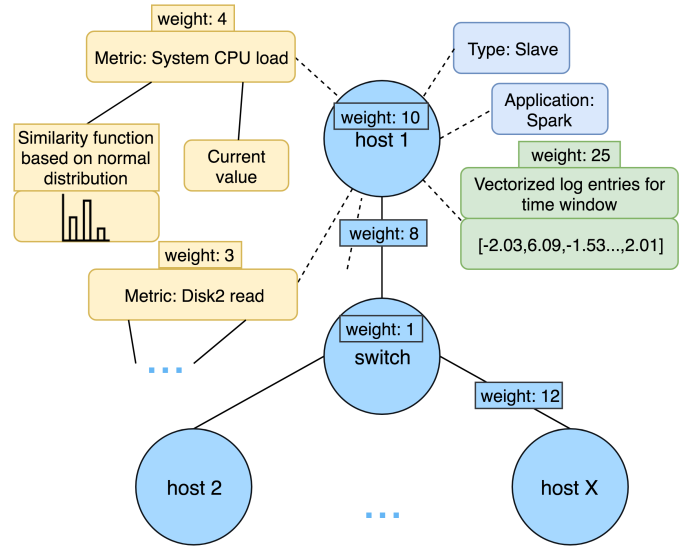 weight: 4
Metric: System CPU load
Type: Slave
weight: 10
host 1
Application:
Spark
Similarity function
based on normal
distribution
Current
value
weight: 25
Vectorized log entries for
time window
[-2.03,6.09,-1.53...,2.01]
weight: 8
weight: 3
Metric: Disk2 read
...
weight: 1
switch
weight: 12
host 2
...
host X